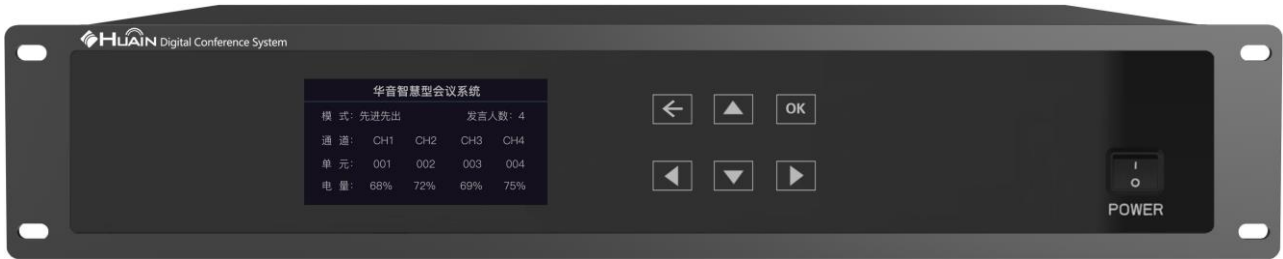 HUAIN Digital Conference System
华音智慧型会议系统
模 式: 先进先出 发言人数: 4
通 道: CH1 CH2 CH3 CH4
单 元: 001 002 003 004
电 量: 68% 72% 69% 75%
OK
POWER